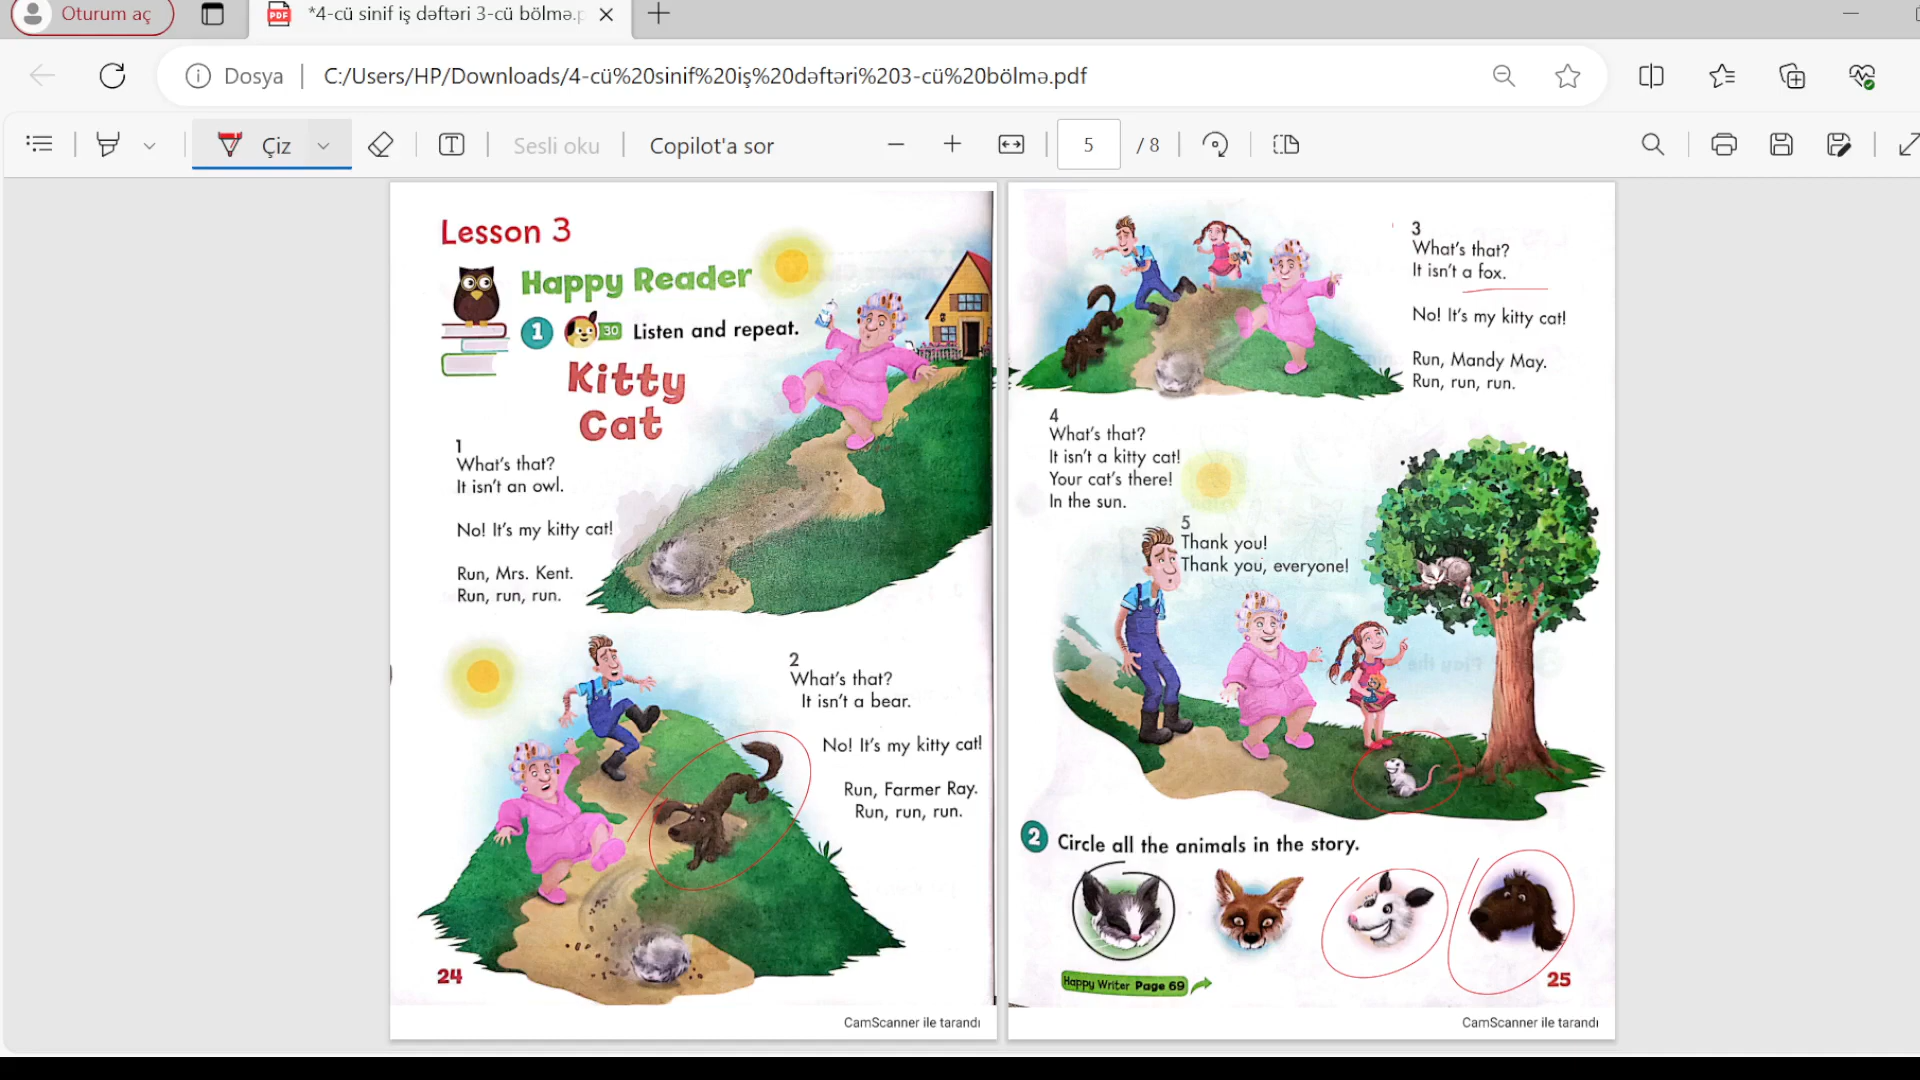 Oturum aç
*4-cü sinif iş dəftəri 3-cü bölmə.p
Dosya
C:/Users/HP/Downloads/4-cü%20sinif%20iş%20dəftəri%203-cü%20bölmə.pdf
Çiz
Sesli oku
Copilot'a sor
5
/ 8
Lesson 3
Happy Reader
1
30
Listen and repeat.
Kitty
Cat
1
What's that?
It isn't an owl.
No! It's my kitty cat!
Run, Mrs. Kent.
Run, run, run.
2
What's that?
It isn't a bear.
No! It's my kitty cat!
Run, Farmer Ray.
Run, run, run.
24
CamScanner ile tarandı
3
What's that?
It isn't a fox.
No! It's my kitty cat!
Run, Mandy May.
Run, run, run.
4
What's that?
It isn't a kitty cat!
Your cat's there!
In the sun.
5
Thank you!
Thank you, everyone!
2
Circle all the animals in the story.
Happy Writer Page 69
25
CamScanner ile tarandı